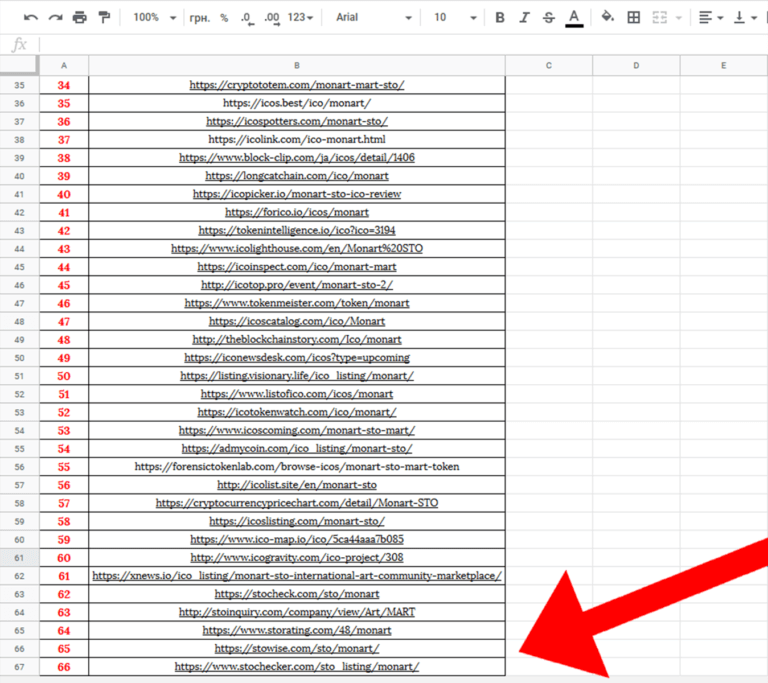 100% грн. % .0 .00 123 Arial 10 B I S A
fx
A B C D E
35 34 https://cryptototem.com/monart-mart-sto/
36 35 https://icos.best/ico/monart/
37 36 https://icospotters.com/monart-sto/
38 37 https://icolink.com/ico-monart.html
39 38 https://www.block-clip.com/ja/icos/detail/1406
40 39 https://longcatchain.com/ico/monart
41 40 https://icopicker.io/monart-sto-ico-review
42 41 https://forico.io/icos/monart
43 42 https://tokenintelligence.io/ico?ico=3194
44 43 https://www.icolighthouse.com/en/Monart%20STO
45 44 https://icoinspect.com/ico/monart-mart
46 45 http://icotop.pro/event/monart-sto-2/
47 46 https://www.tokenmeister.com/token/monart
48 47 https://icoscatalog.com/ico/Monart
49 48 http://theblockchainstory.com/Ico/monart
50 49 https://iconewsdesk.com/icos?type=upcoming
51 50 https://listing.visionary.life/ico_listing/monart/
52 51 https://www.listofico.com/icos/monart
53 52 https://icotokenwatch.com/ico/monart/
54 53 https://www.icoscoming.com/monart-sto-mart/
55 54 https://admycoin.com/ico_listing/monart-sto/
56 55 https://forensictokenlab.com/browse-icos/monart-sto-mart-token
57 56 http://icolist.site/en/monart-sto
58 57 https://cryptocurrencypricechart.com/detail/Monart-STO
59 58 https://icoslisting.com/monart-sto/
60 59 https://www.ico-map.io/ico/5ca44aaa7b085
61 60 http://www.icogravity.com/ico-project/308
62 61 https://xnews.io/ico_listing/monart-sto-international-art-community-marketplace/
63 62 https://stocheck.com/sto/monart
64 63 http://stoinquiry.com/company/view/Art/MART
65 64 https://www.storating.com/48/monart
66 65 https://stowise.com/sto/monart/
67 66 https://www.stochecker.com/sto_listing/monart/